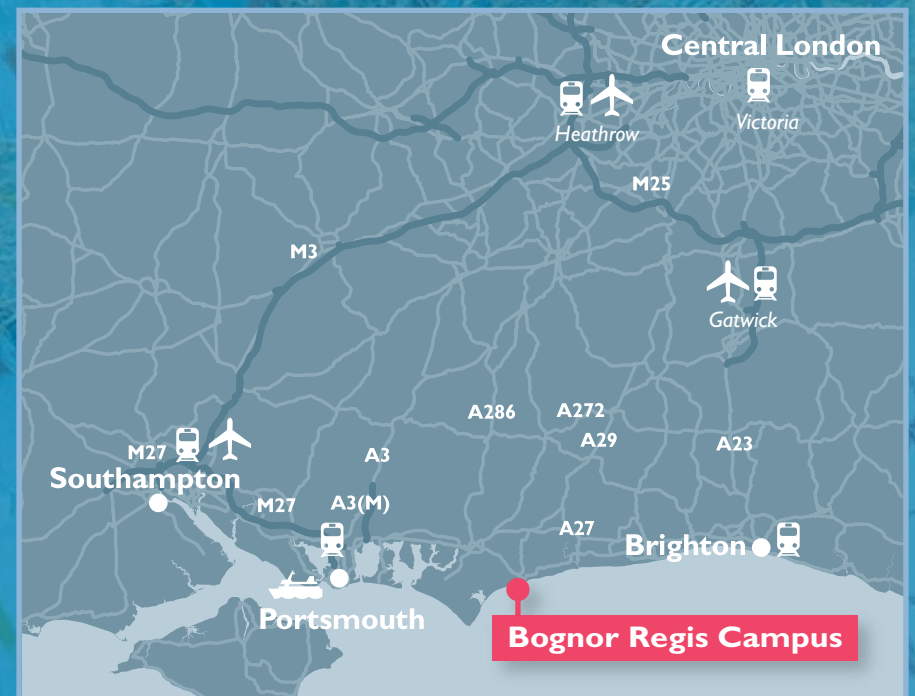 Central London
Victoria
Heathrow
M25
M3
Gatwick
A286
A272
A29
A23
A3
M27
Southampton
M27
A3(M)
A27
Brighton
Portsmouth
Bognor Regis Campus